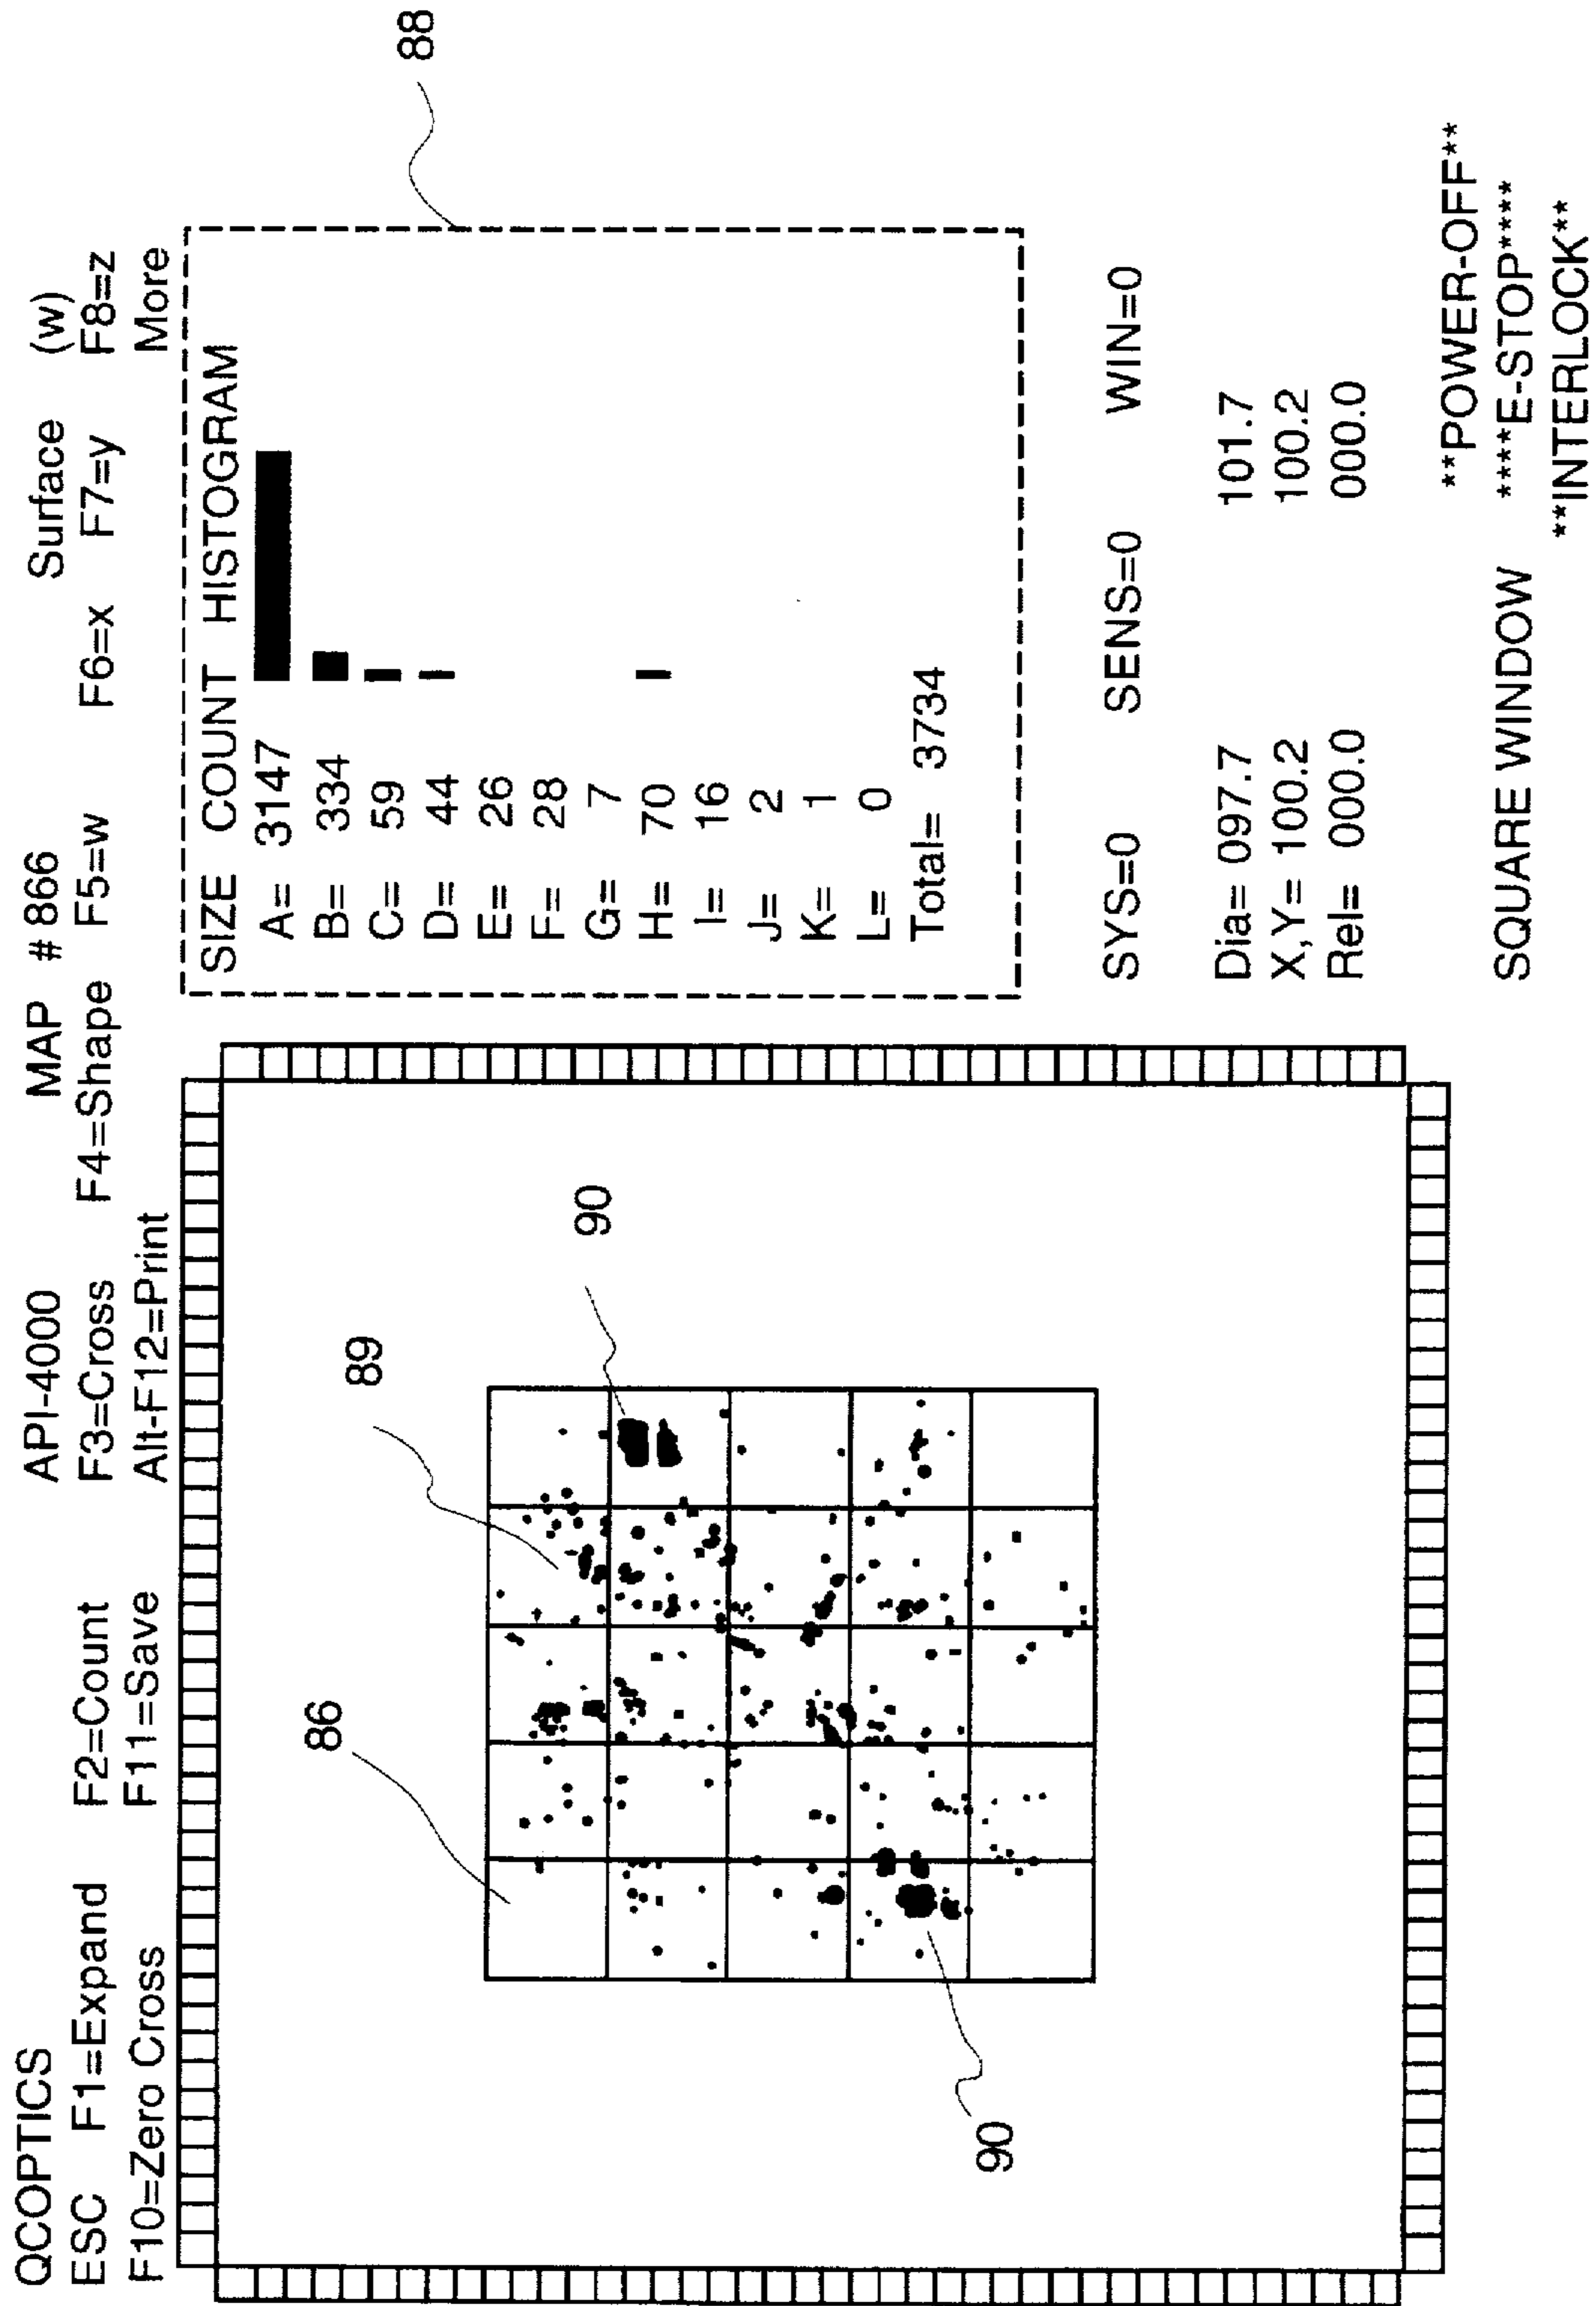 QCOPTICS API-4000 MAP # 866 Surface (w)
ESC F1=Expand F2=Count F3=Cross F4=Shape F5=w F6=x F7=y F8=z
F10=Zero Cross F11=Save Alt-F12=Print More
SIZE COUNT HISTOGRAM
A= 3147
B= 334
C= 59
D= 44
E= 26
F= 28
G= 7
H= 70
I= 16
J= 2
K= 1
L= 0
Total= 3734
88
86
89
90
90
SYS=0 SENS=0 WIN=0
Dia= 097.7 101.7
X,Y= 100.2 100.2
Rel= 000.0 000.0
**POWER-OFF**
SQUARE WINDOW ****E-STOP****
**INTERLOCK**